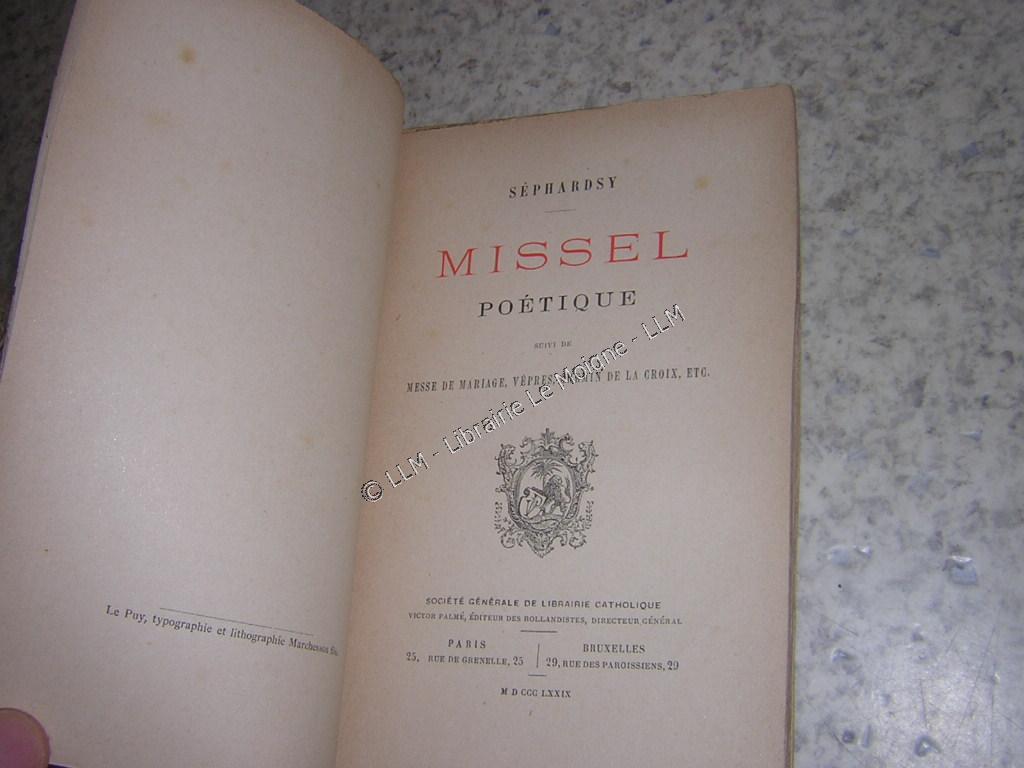 Le Puy, typographie et lithographie Marchessou fils.
SÉPHARDSY
MISSEL
POÉTIQUE
SUIVI DE
MESSE DE MARIAGE, VÊPRES, CHEMIN DE LA CROIX, ETC.
© LLM - Librairie Le Moigne - LLM
SOCIÉTÉ GÉNÉRALE DE LIBRAIRIE CATHOLIQUE
VICTOR PALMÉ, ÉDITEUR DES BOLLANDISTES, DIRECTEUR GÉNÉRAL
PARIS
25, RUE DE GRENELLE, 25
BRUXELLES
29, RUE DES PAROISSIENS, 29
M D CCC LXXIX